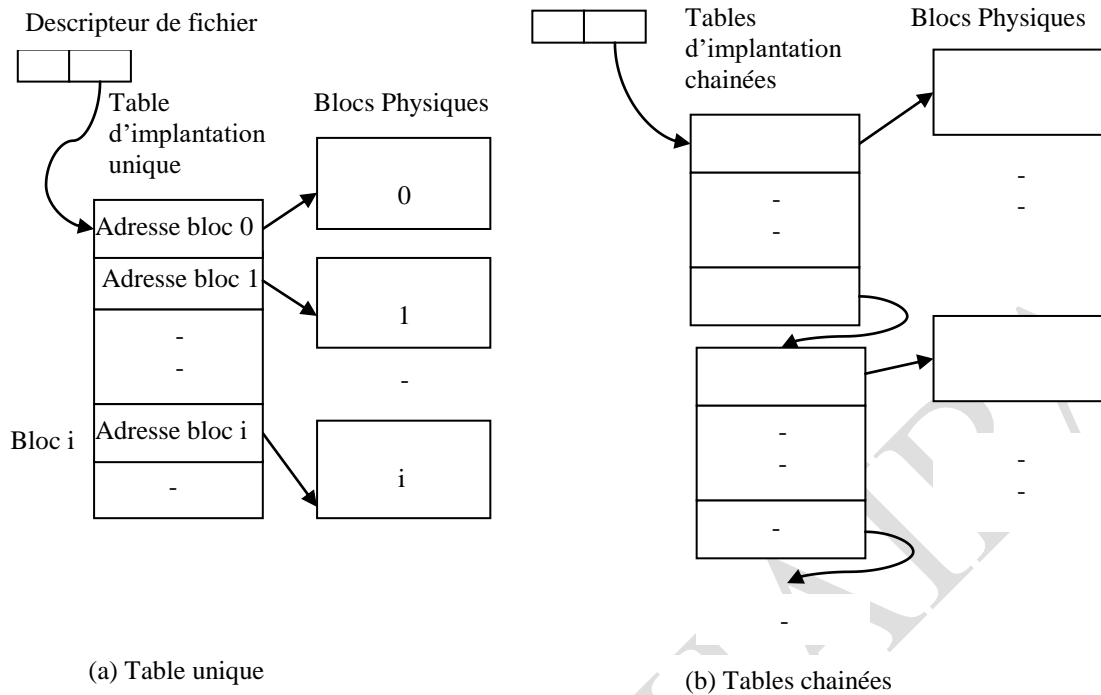 Descripteur de fichier
Table
d’implantation
unique
Blocs Physiques
Adresse bloc 0
0
Adresse bloc 1
1
-
-
-
Bloc i
Adresse bloc i
i
-
(a) Table unique
Tables
d’implantation
chainées
Blocs Physiques
-
-
-
-
-
-
-
-
-
-
(b) Tables chainées